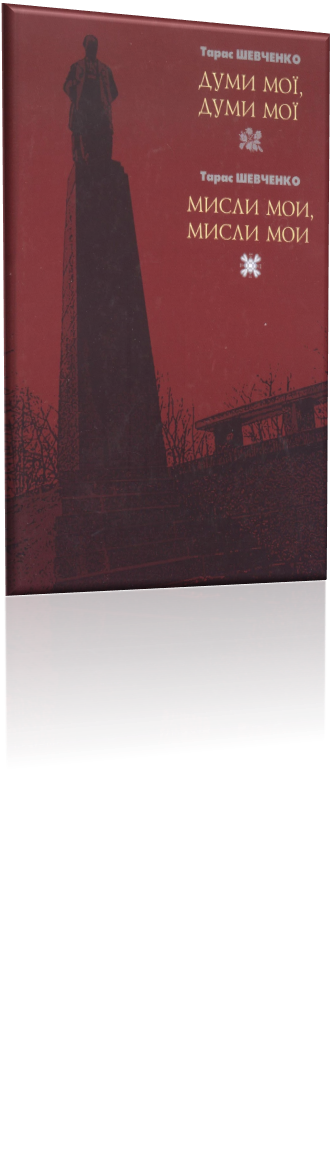 Тарас ШЕВЧЕНКО
ДУМИ МОЇ,
ДУМИ МОЇ
Тарас ШЕВЧЕНКО
МИСЛИ МОИ,
МИСЛИ МОИ